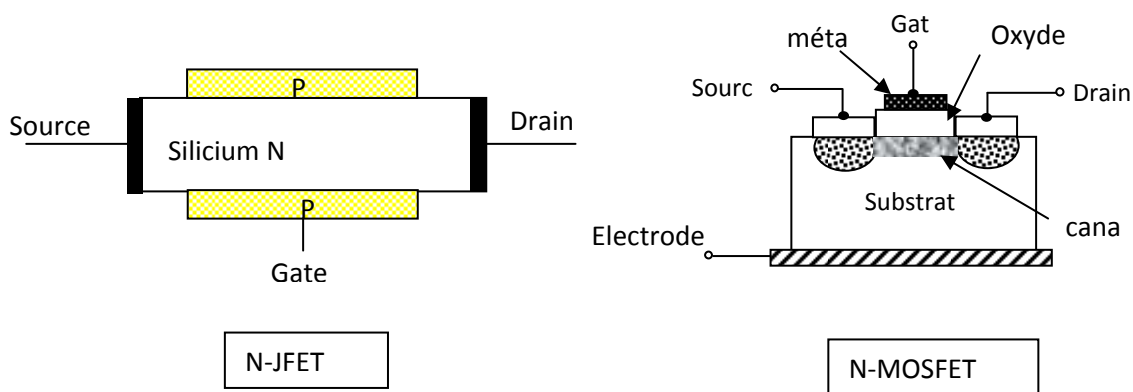 P
Source
Drain
Silicium N
P
Gate
N-JFET
méta
Gat
Oxyde
Sourc
Drain
Substrat
cana
Electrode
N-MOSFET